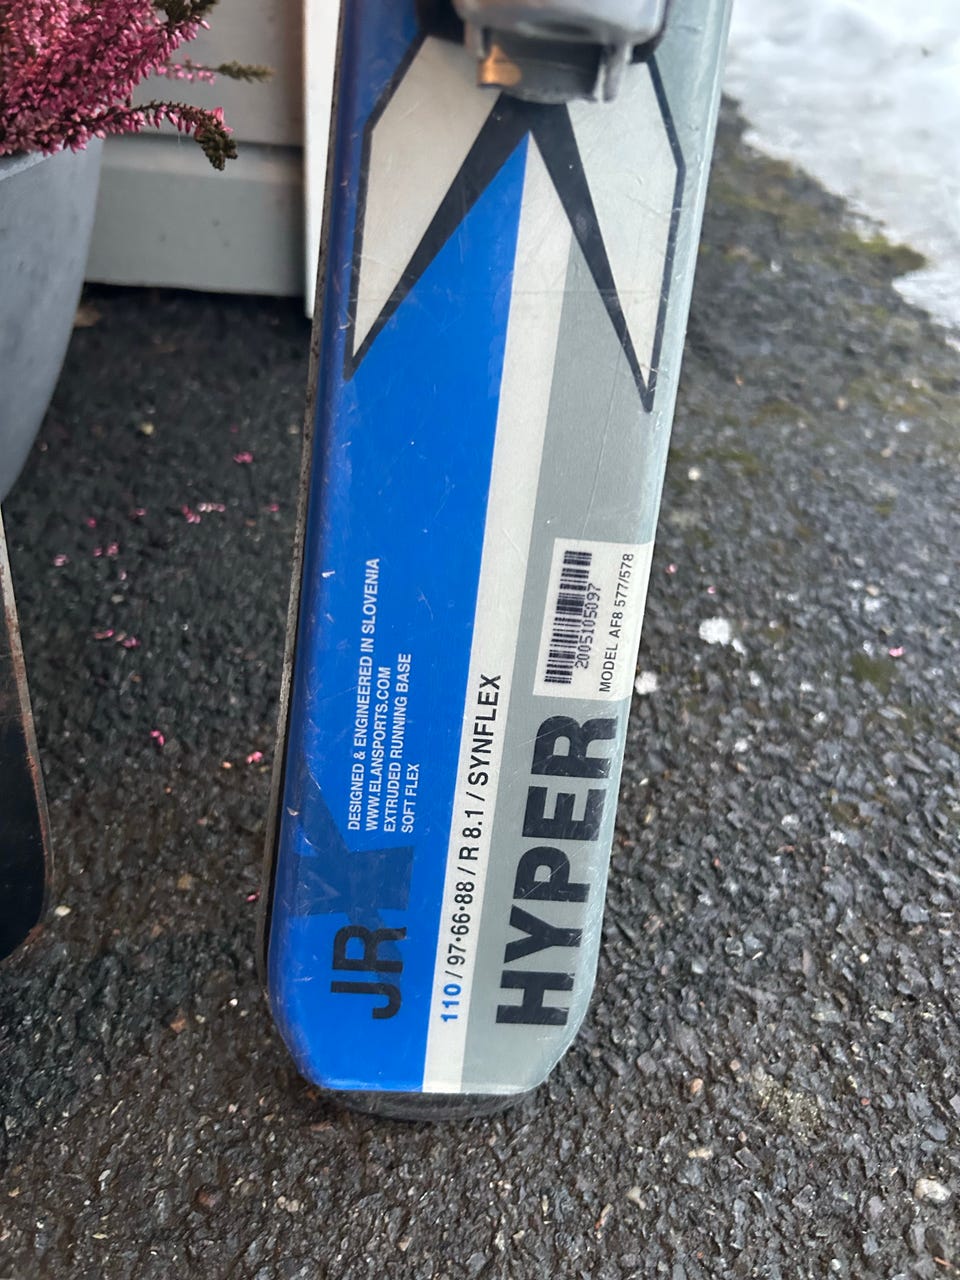 DESIGNED & ENGINEERED IN SLOVENIA
WWW.ELANSPORTS.COM
EXTRUDED RUNNING BASE
SOFT FLEX
JR
110 / 97•66•88 / R 8.1 / SYNFLEX
HYPER
2005105097
MODEL AF8 577/578